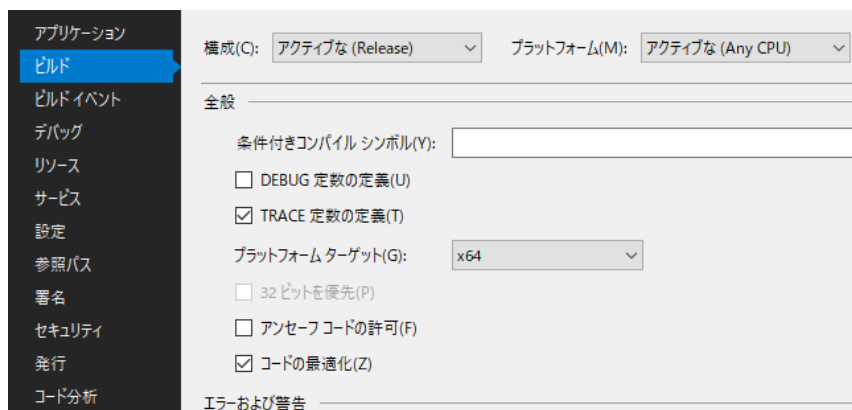 アプリケーション
ビルド
ビルド イベント
デバッグ
リソース
サービス
設定
参照パス
署名
セキュリティ
発行
コード分析
構成(C): アクティブな (Release) プラットフォーム(M): アクティブな (Any CPU)
全般
条件付きコンパイル シンボル(Y):
DEBUG 定数の定義(U)
TRACE 定数の定義(T)
プラットフォーム ターゲット(G): x64
32 ビットを優先(P)
アンセーフ コードの許可(F)
コードの最適化(Z)
エラーおよび警告